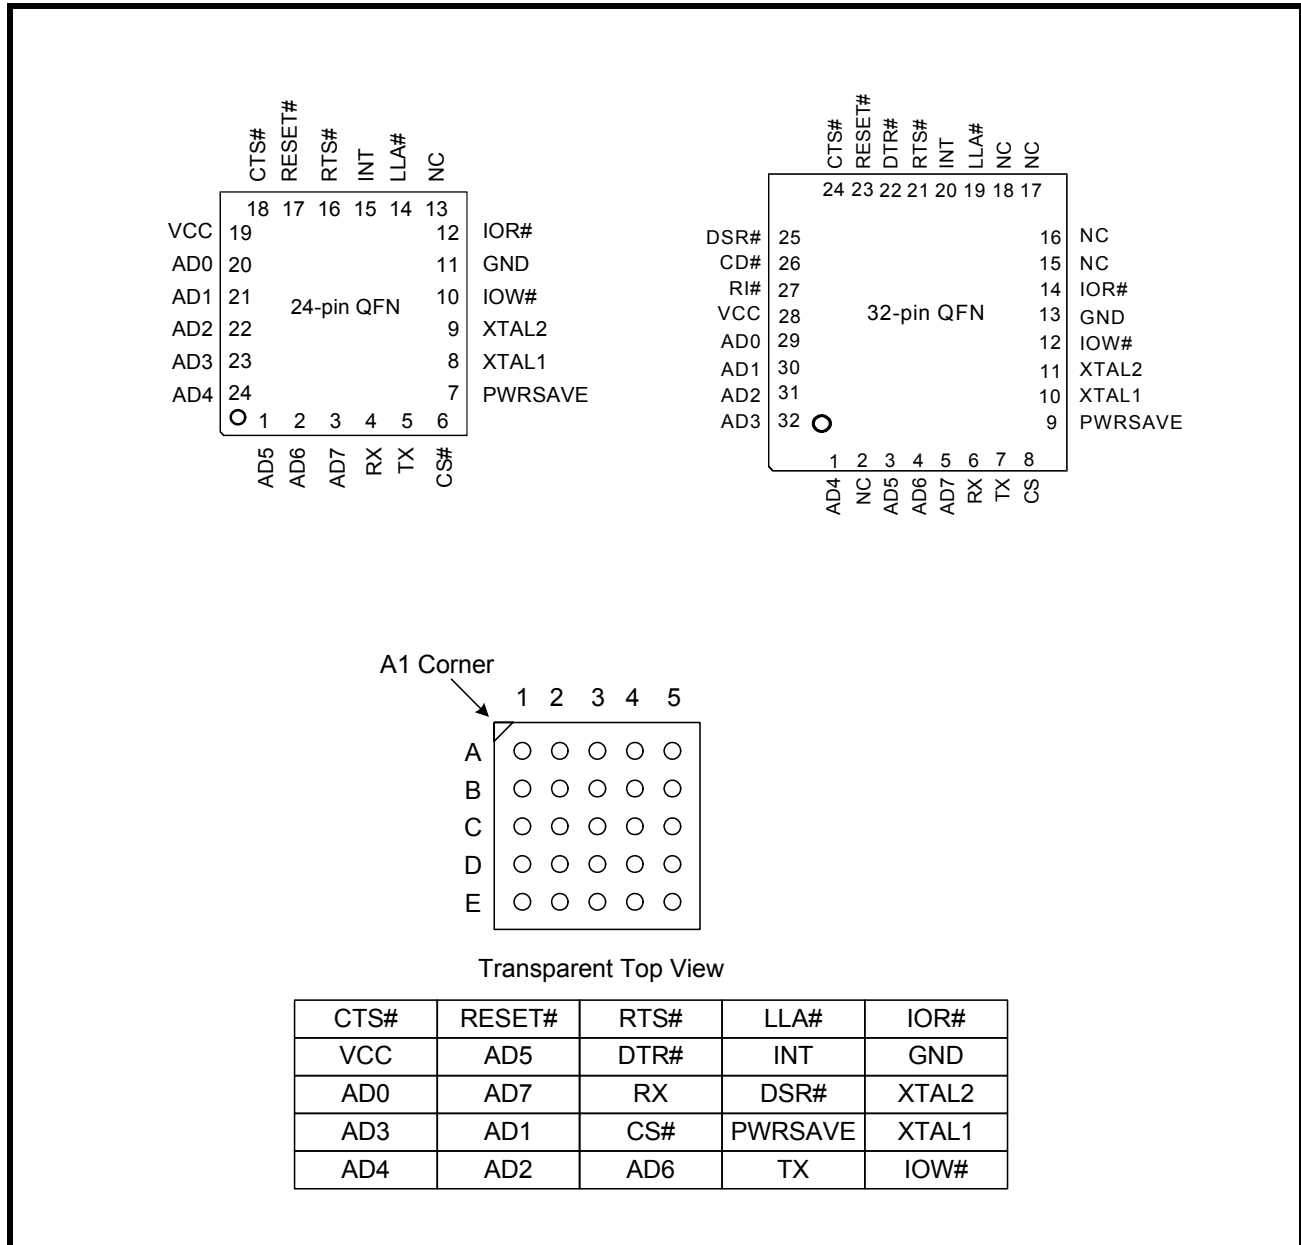 CTS# RESET# RTS# INT LLA# NC
18 17 16 15 14 13
VCC 19 12 IOR#
AD0 20 11 GND
AD1 21 10 IOW#
24-pin QFN
AD2 22 9 XTAL2
AD3 23 8 XTAL1
AD4 24 7 PWRSAVE
1 2 3 4 5 6
AD5 AD6 AD7 RX TX CS#
CTS# RESET# DTR# RTS# INT LLA# NC NC
24 23 22 21 20 19 18 17
DSR# 25 16 NC
CD# 26 15 NC
RI# 27 14 IOR#
VCC 28 32-pin QFN 13 GND
AD0 29 12 IOW#
AD1 30 11 XTAL2
AD2 31 10 XTAL1
AD3 32 9 PWRSAVE
1 2 3 4 5 6 7 8
AD4 NC AD5 AD6 AD7 RX TX CS
A1 Corner
1 2 3 4 5
A
B
C
D
E
Transparent Top View
CTS# RESET# RTS# LLA# IOR#
VCC AD5 DTR# INT GND
AD0 AD7 RX DSR# XTAL2
AD3 AD1 CS# PWRSAVE XTAL1
AD4 AD2 AD6 TX IOW#